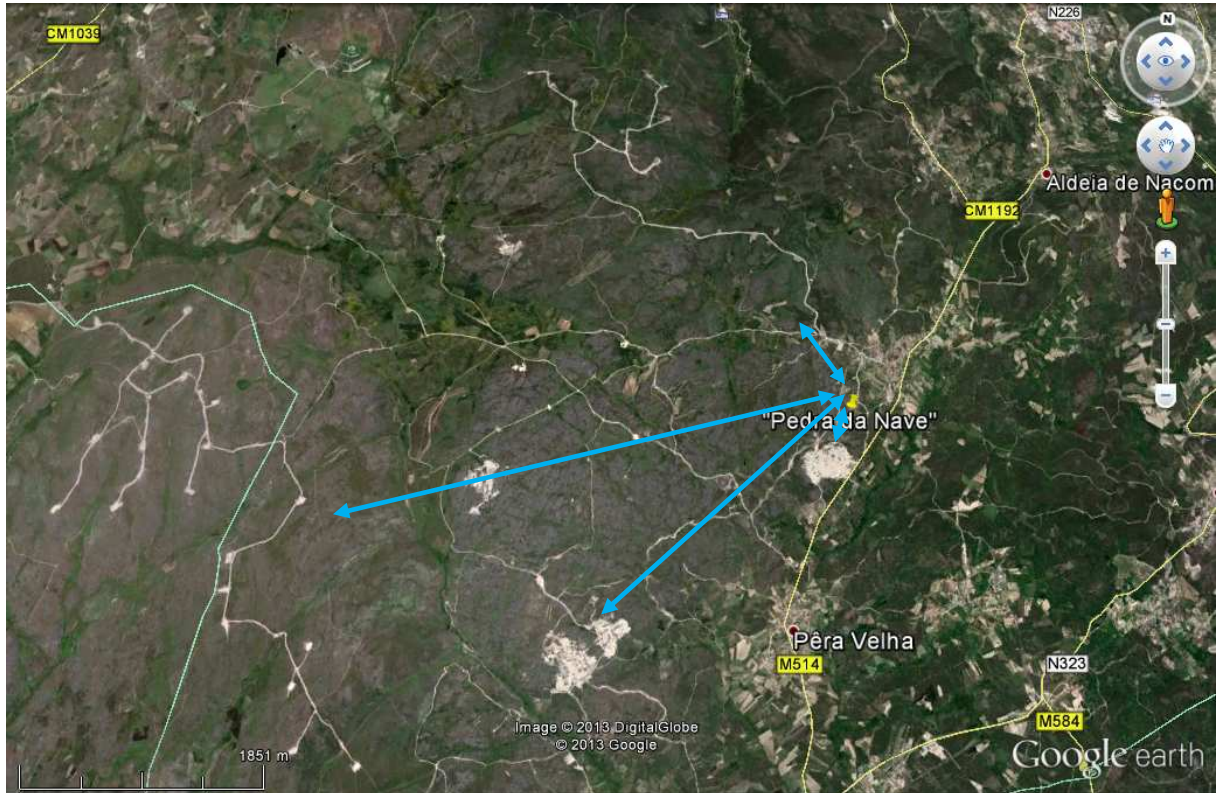 CM1039
N226
N
Aldeia de Nacom
CM1192
"Pedra da Nave"
Pêra Velha
M514
N323
M584
Image © 2013 DigitalGlobe
© 2013 Google
1851 m
Google earth